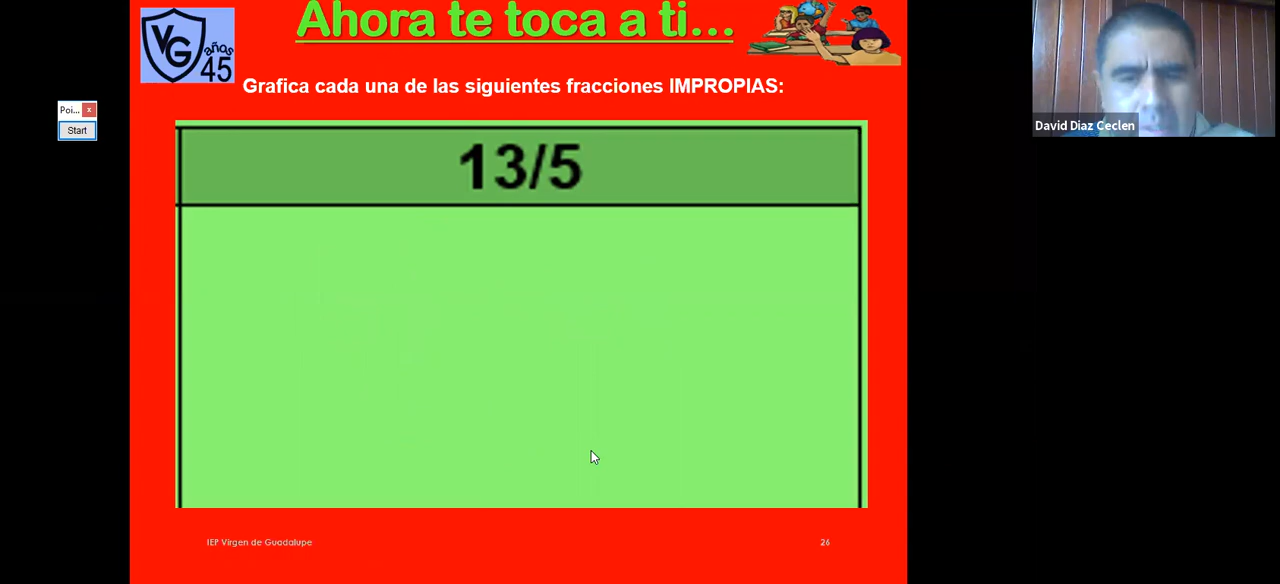 Ahora te toca a ti...
VG
años
45
Grafica cada una de las siguientes fracciones IMPROPIAS:
Poi... x
Start
David Diaz Ceclen
13/5
IEP Virgen de Guadalupe
26